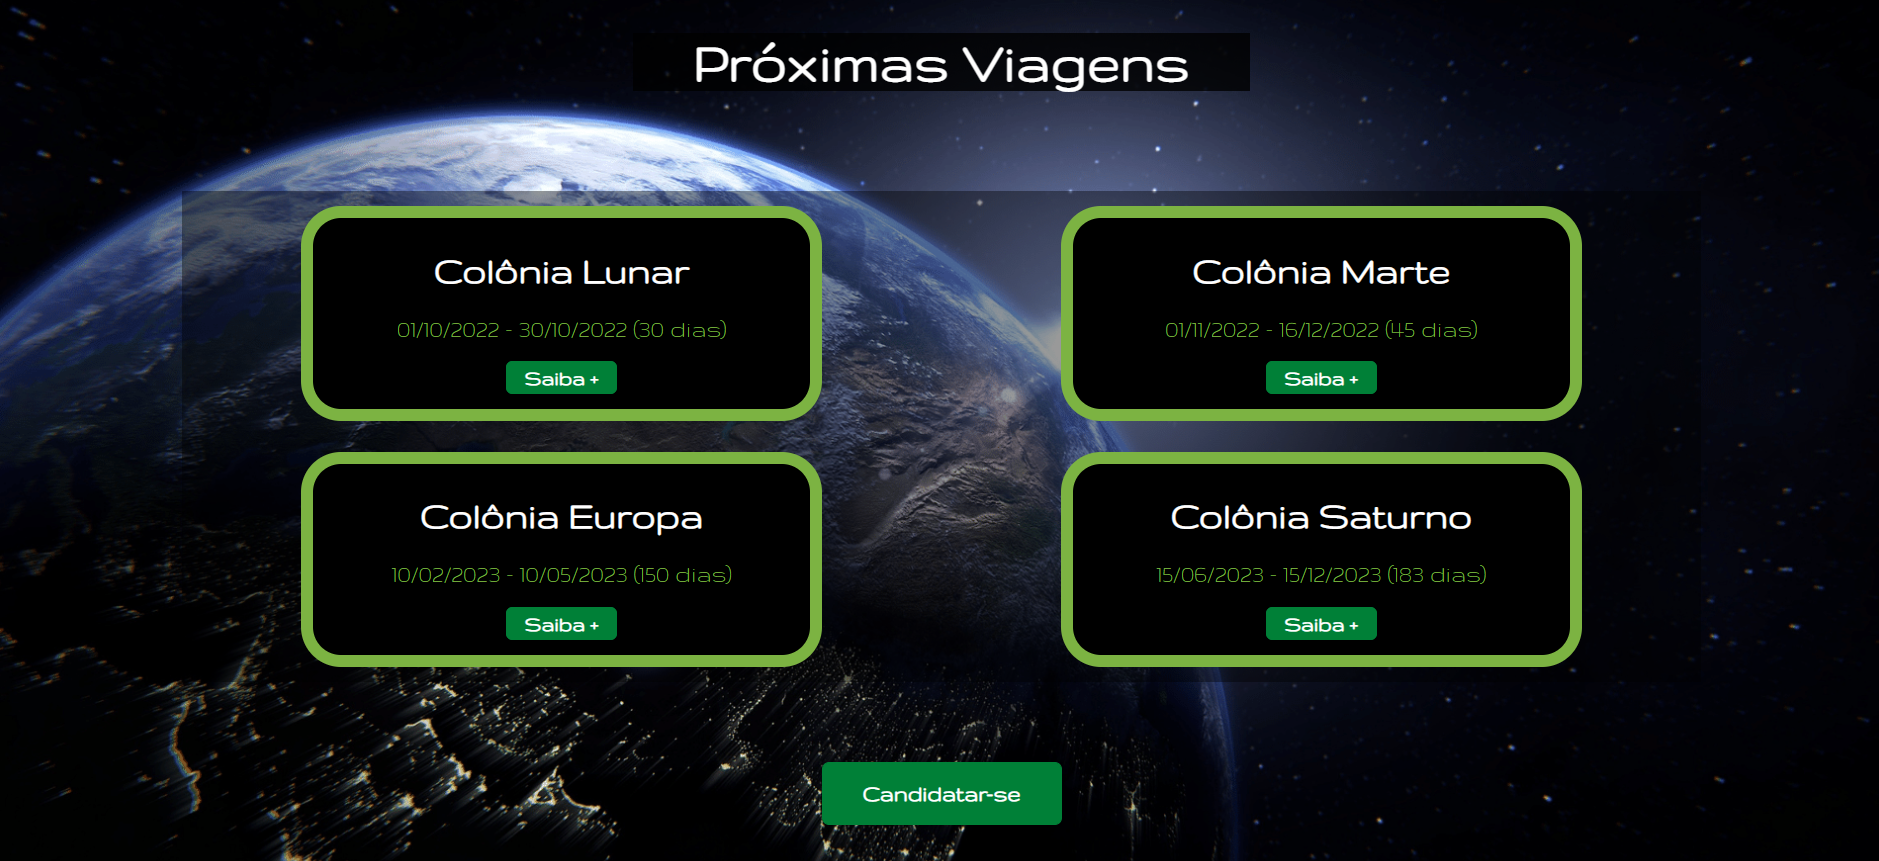 Próximas Viagens
Colônia Lunar
01/10/2022 - 30/10/2022 (30 dias)
Saiba +
Colônia Marte
01/11/2022 - 16/12/2022 (45 dias)
Saiba +
Colônia Europa
10/02/2023 - 10/05/2023 (150 dias)
Saiba +
Colônia Saturno
15/06/2023 - 15/12/2023 (183 dias)
Saiba +
Candidatar-se